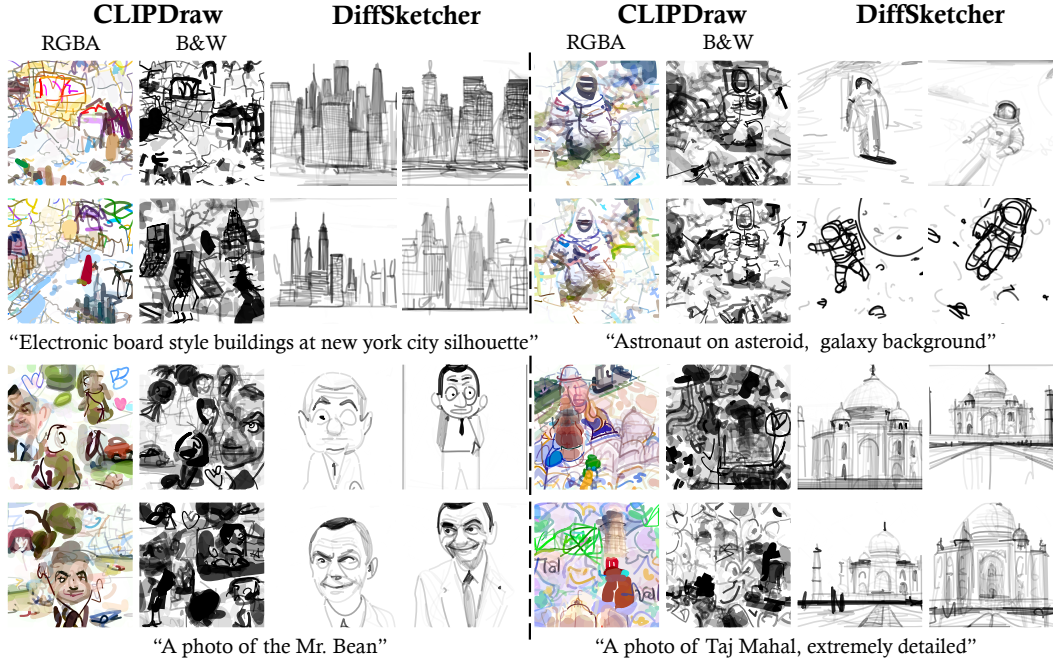 CLIPDraw DiffSketcher CLIPDraw DiffSketcher
RGBA B&W RGBA B&W
“Electronic board style buildings at new york city silhouette” “Astronaut on asteroid, galaxy background”
“A photo of the Mr. Bean” “A photo of Taj Mahal, extremely detailed”